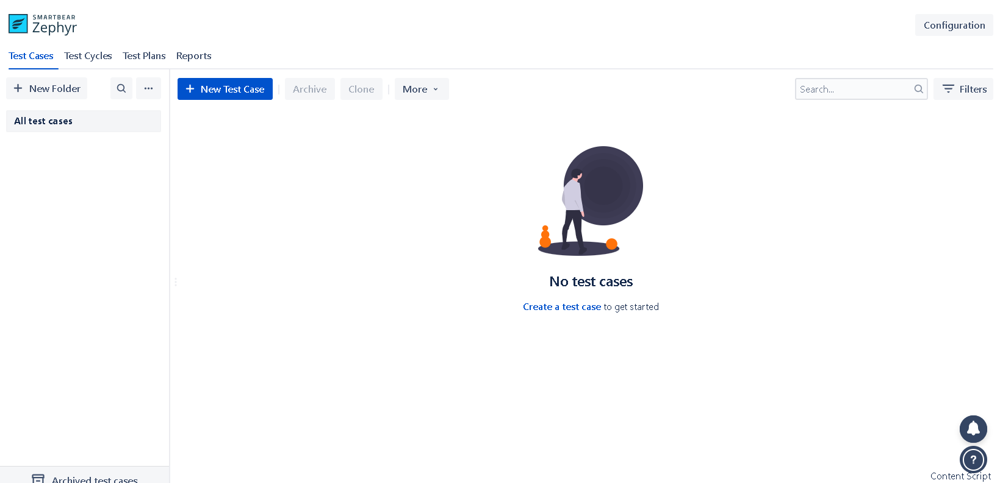 SMARTBEAR
Zephyr
Configuration
Test Cases Test Cycles Test Plans Reports
New Folder
New Test Case Archive Clone More Search... Filters
All test cases
No test cases
Create a test case to get started
?
Content Script
Archived test cases